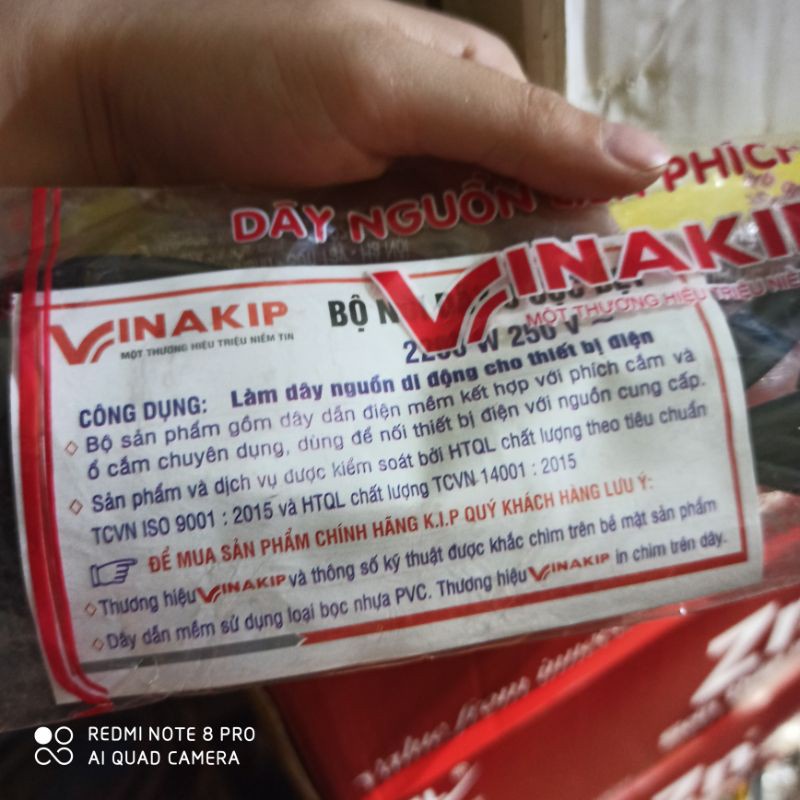 DÂY NGUỒN PHÍCH
VINAKIP
MỘT THƯƠNG HIỆU TRIỆU NIỀM
VINAKIP
MỘT THƯƠNG HIỆU TRIỆU NIỀM TIN
BỘ
W 250 V ~
CÔNG DỤNG: Làm dây nguồn di động cho thiết bị điện
◇ Bộ sản phẩm gồm dây dẫn điện mềm kết hợp với phích cắm và
ổ cắm chuyên dụng, dùng để nối thiết bị điện với nguồn cung cấp.
◇ Sản phẩm và dịch vụ được kiểm soát bởi HTQL chất lượng theo tiêu chuẩn
TCVN ISO 9001 : 2015 và HTQL chất lượng TCVN 14001 : 2015
ĐỂ MUA SẢN PHẨM CHÍNH HÃNG K.I.P QUÝ KHÁCH HÀNG LƯU Ý:
◇ Thương hiệu VINAKIP và thông số kỹ thuật được khắc chìm trên bề mặt sản phẩm
◇ Dây dẫn mềm sử dụng loại bọc nhựa PVC. Thương hiệu VINAKIP in chìm trên dây.
REDMI NOTE 8 PRO
AI QUAD CAMERA